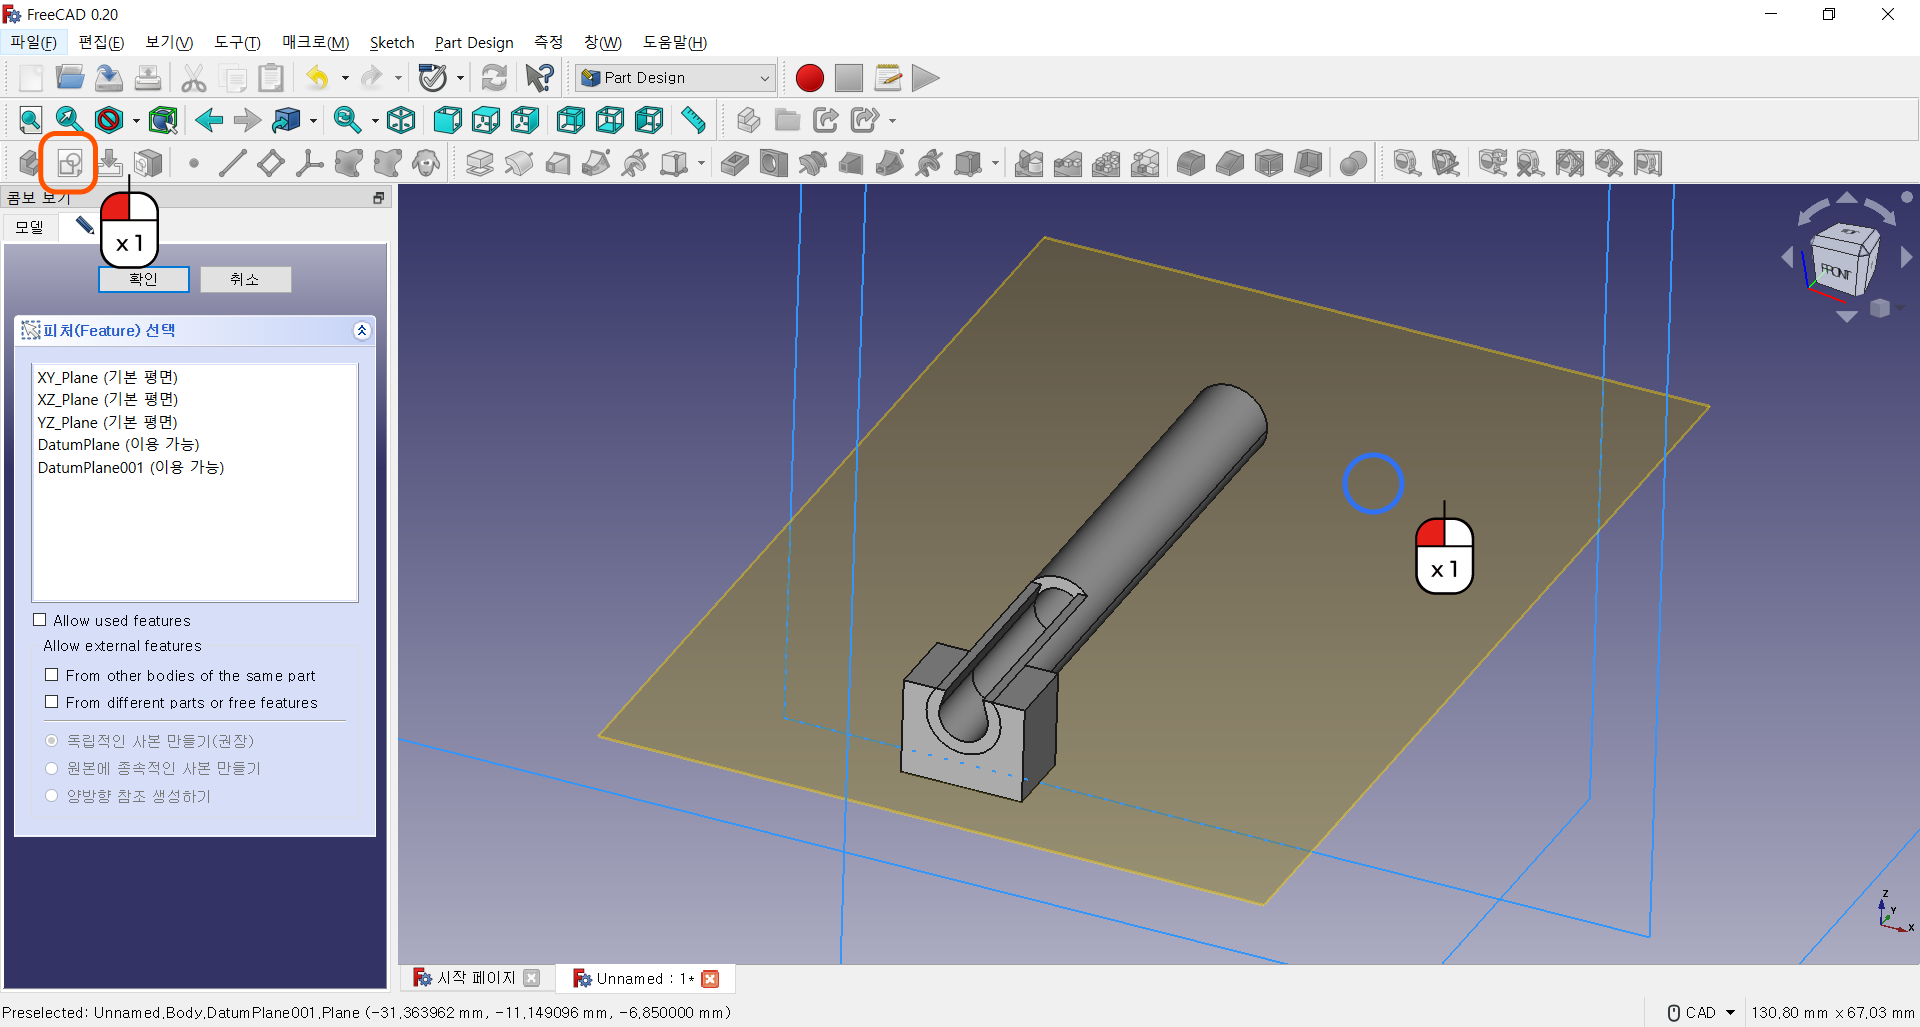 FreeCAD 0.20
파일(F) 편집(E) 보기(V) 도구(T) 매크로(M) Sketch Part Design 측정 창(W) 도움말(H)
Part Design
콤보 보기
모델
x 1
확인 취소
피처(Feature) 선택
XY_Plane (기본 평면)
XZ_Plane (기본 평면)
YZ_Plane (기본 평면)
DatumPlane (이용 가능)
DatumPlane001 (이용 가능)
Allow used features
Allow external features
From other bodies of the same part
From different parts or free features
독립적인 사본 만들기(권장)
원본에 종속적인 사본 만들기
양방향 참조 생성하기
FRONT
x 1
Z
Y
X
시작 페이지 Unnamed : 1*
Preselected: Unnamed.Body.DatumPlane001.Plane (-31.363962 mm, -11.149096 mm, -6.850000 mm)
CAD 130.80 mm x 67.03 mm